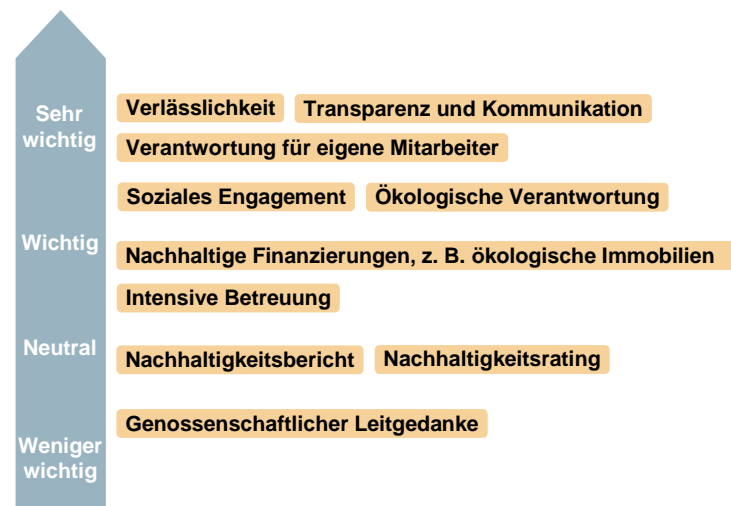 Sehr
wichtig
Verlässlichkeit
Transparenz und Kommunikation
Verantwortung für eigene Mitarbeiter
Soziales Engagement
Ökologische Verantwortung
Wichtig
Nachhaltige Finanzierungen, z. B. ökologische Immobilien
Intensive Betreuung
Neutral
Nachhaltigkeitsbericht
Nachhaltigkeitsrating
Genossenschaftlicher Leitgedanke
Weniger
wichtig